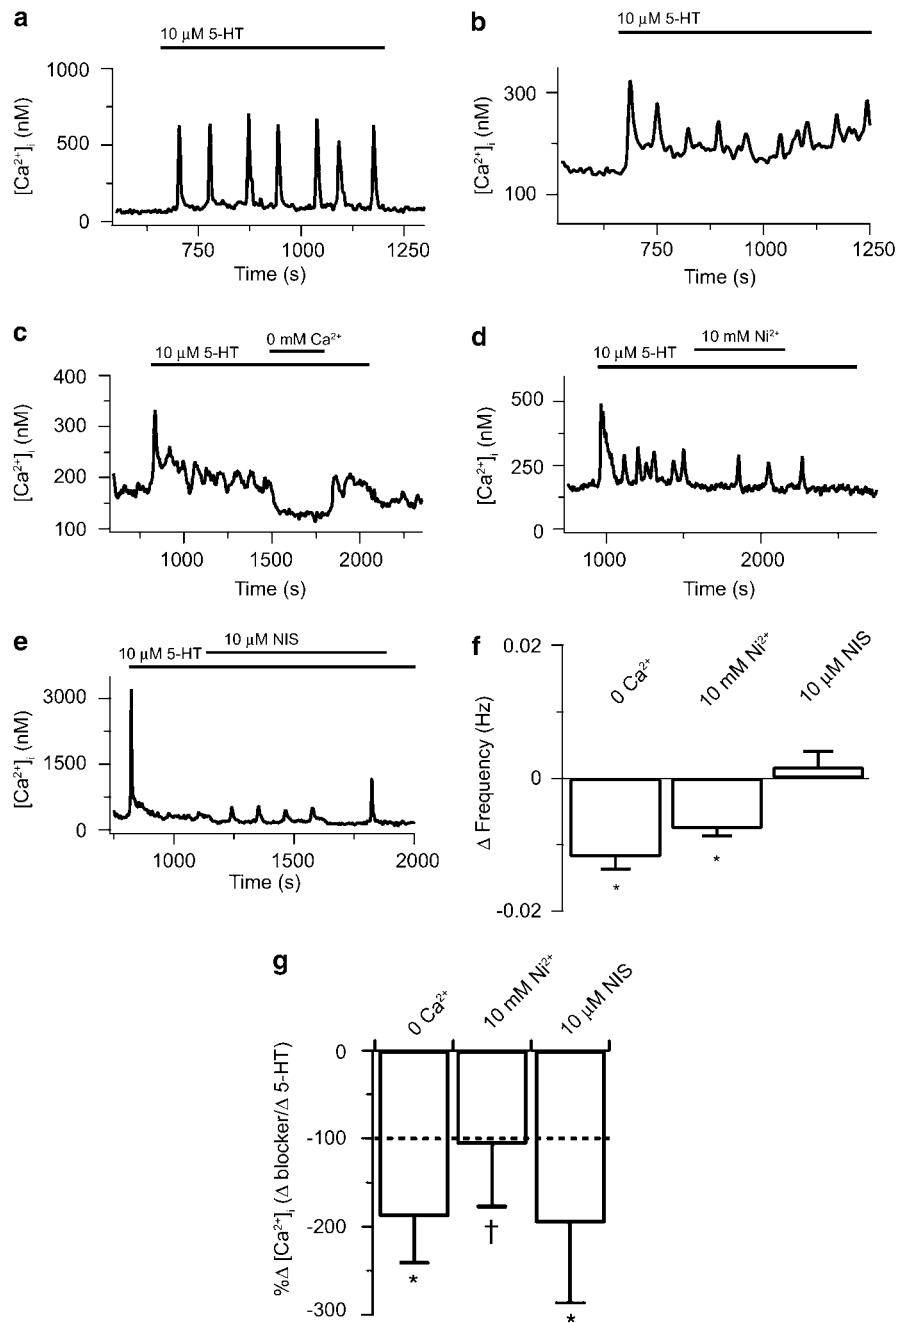 a
10 μM 5-HT
[Ca²⁺]ᵢ (nM)
1000
500
0
750
1000
1250
Time (s)
b
10 μM 5-HT
[Ca²⁺]ᵢ (nM)
300
100
750
1000
1250
Time (s)
c
0 mM Ca²⁺
10 μM 5-HT
[Ca²⁺]ᵢ (nM)
400
300
200
100
1000
1500
2000
Time (s)
d
10 mM Ni²⁺
10 μM 5-HT
[Ca²⁺]ᵢ (nM)
500
250
0
1000
2000
Time (s)
e
10 μM NIS
10 μM 5-HT
[Ca²⁺]ᵢ (nM)
3000
1500
0
1000
1500
2000
Time (s)
f
Δ Frequency (Hz)
0.02
0
-0.02
0 Ca²⁺
10 mM Ni²⁺
10 μM NIS
*
*
g
%Δ [Ca²⁺]ᵢ (Δ blocker/Δ 5-HT)
0 Ca²⁺
10 mM Ni²⁺
10 μM NIS
0
-100
-200
-300
*
†
*